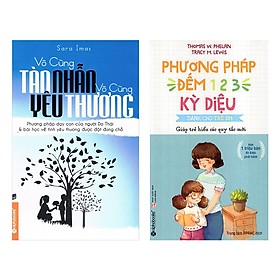 Sara Imas
Vô Cùng
TÀN NHẪN
Vô Cùng
YÊU THƯƠNG
Phương pháp dạy con của người Do Thái
& bài học về tình yêu thương được đặt đúng chỗ
THOMAS W. PHELAN
TRACY M. LEWIS
PHƯƠNG PHÁP
ĐẾM 1 2 3
KỲ DIỆU
DÀNH CHO TRẺ EM
Giúp trẻ hiểu các quy tắc mới